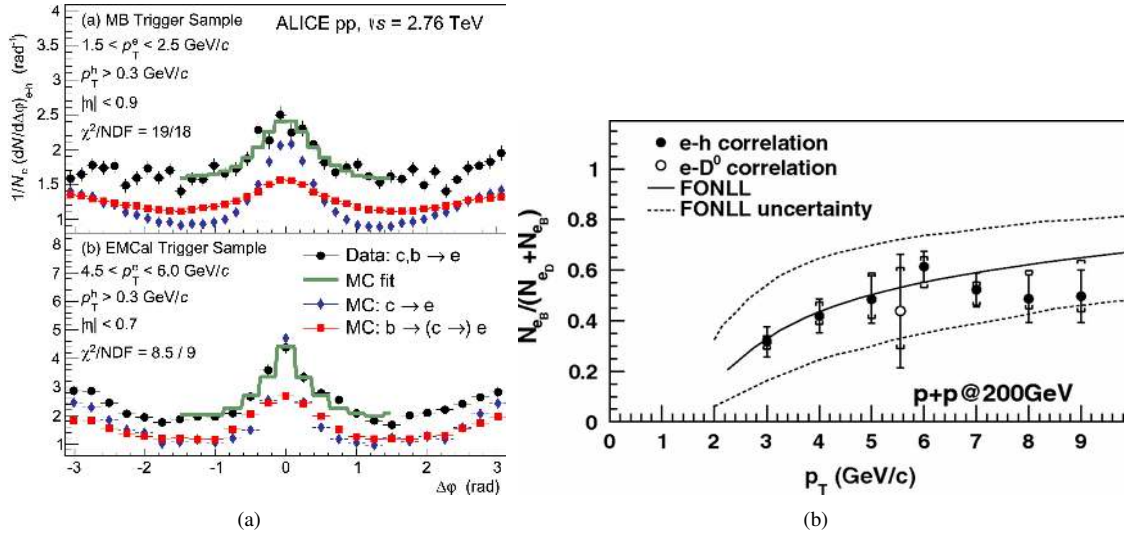 (a) MB Trigger Sample
ALICE pp, √s = 2.76 TeV
1.5 < p_T^e < 2.5 GeV/c
p_T^h > 0.3 GeV/c
|η| < 0.9
χ²/NDF = 19/18
(dN/dΔφ)_e-h (rad⁻¹)
4
3.5
3
2.5
2
1.5
1
(b) EMCal Trigger Sample
4.5 < p_T < 6.0 GeV/c
p_T^h > 0.3 GeV/c
|η| < 0.7
χ²/NDF = 8.5 / 9
Data: c,b → e
MC fit
MC: c → e
MC: b → (c →) e
8
7
6
5
4
3
2
1
-3
-2
-1
0
1
2
3
Δφ (rad)
(a)
e-h correlation
e-D⁰ correlation
FONLL
FONLL uncertainty
N_e_B/(N_e_D + N_e_B)
1
0.8
0.6
0.4
0.2
0
p+p@200GeV
0
1
2
3
4
5
6
7
8
9
p_T (GeV/c)
(b)